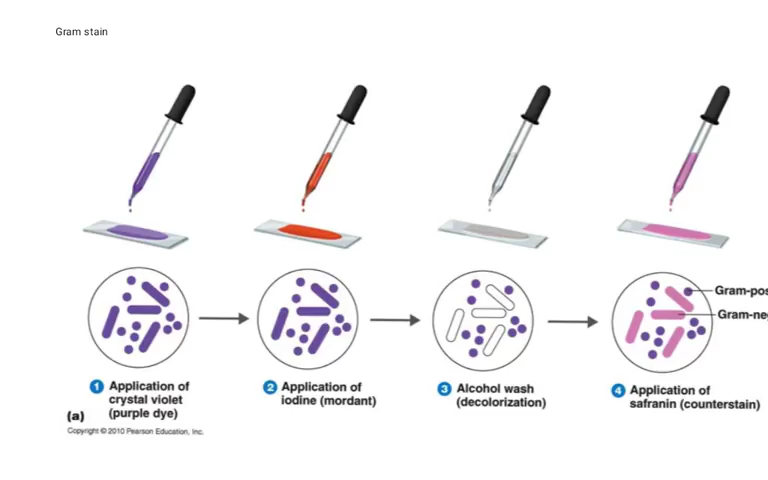 Gram stain
Gram-pos
Gram-ne
1 Application of
crystal violet
(purple dye)
2 Application of
iodine (mordant)
3 Alcohol wash
(decolorization)
4 Application of
safranin (counterstain)
(a)
Copyright © 2010 Pearson Education, Inc.